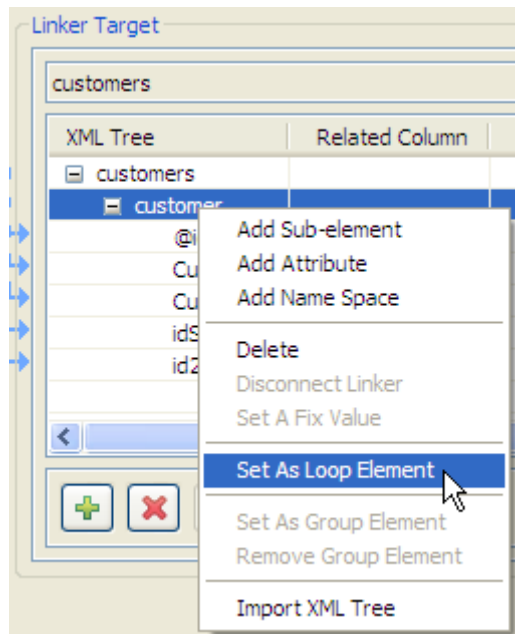 Linker Target
customers
XML Tree Related Column
customers
customer
@i
Cu
Cu
idS
id2
Add Sub-element
Add Attribute
Add Name Space
Delete
Disconnect Linker
Set A Fix Value
Set As Loop Element
Set As Group Element
Remove Group Element
Import XML Tree